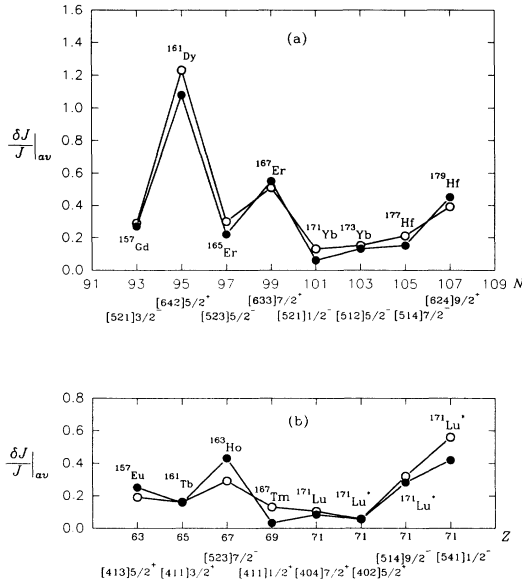 1.6
(a)
1.4
¹⁶¹Dy
1.2
1.0
δJ/J|av
0.8
¹⁶⁷Er
¹⁷⁹Hf
0.6
0.4
¹⁵⁷Gd
¹⁶⁵Er
¹⁷¹Yb ¹⁷³Yb ¹⁷⁷Hf
0.2
0.0
91 93 95 97 99 101 103 105 107 109 N
[642]5/2⁺ [633]7/2⁺ [624]9/2⁺
[521]3/2⁻ [523]5/2⁻ [521]1/2⁻ [512]5/2⁻ [514]7/2⁻
0.8
(b)
δJ/J|av
0.6
¹⁶³Ho
¹⁷¹Lu*
0.4
¹⁵⁷Eu ¹⁶¹Tb ¹⁶⁷Tm ¹⁷¹Lu ¹⁷¹Lu* ¹⁷¹Lu*
0.2
0.0
63 65 67 69 71 71 71 71 Z
[523]7/2⁻ [514]9/2⁻ [541]1/2⁻
[413]5/2⁺ [411]3/2⁺ [411]1/2⁺ [404]7/2⁺ [402]5/2⁺